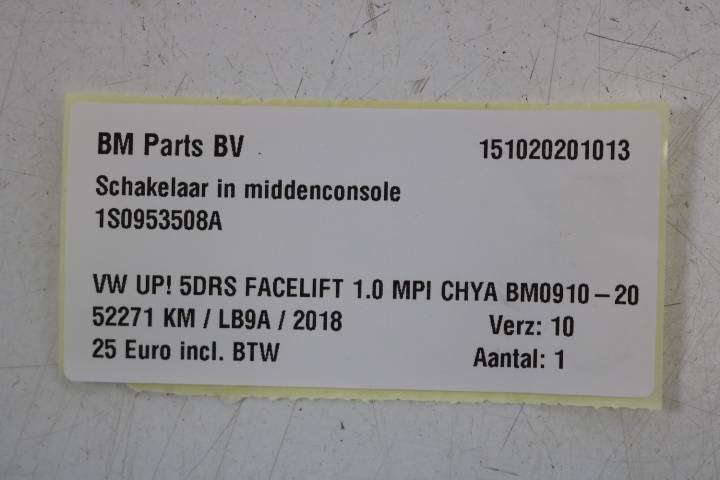 BM Parts BV 151020201013
Schakelaar in middenconsole
1S0953508A
VW UP! 5DRS FACELIFT 1.0 MPI CHYA BM0910-20
52271 KM / LB9A / 2018 Verz: 10
25 Euro incl. BTW Aantal: 1